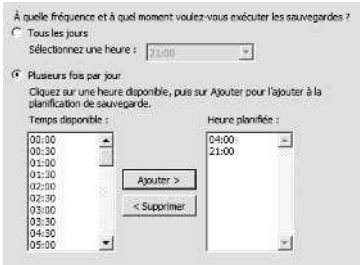 À quelle fréquence et à quel moment voulez-vous exécuter les sauvegardes ?
Tous les jours
Sélectionnez une heure :
21:00
Plusieurs fois par jour
Cliquez sur une heure disponible, puis sur Ajouter pour l'ajouter à la
planification de sauvegarde.
Temps disponible :
Heure planifiée :
00:00
00:30
01:00
01:30
02:00
02:30
03:00
03:30
04:30
05:00
Ajouter >
< Supprimer
04:00
21:00